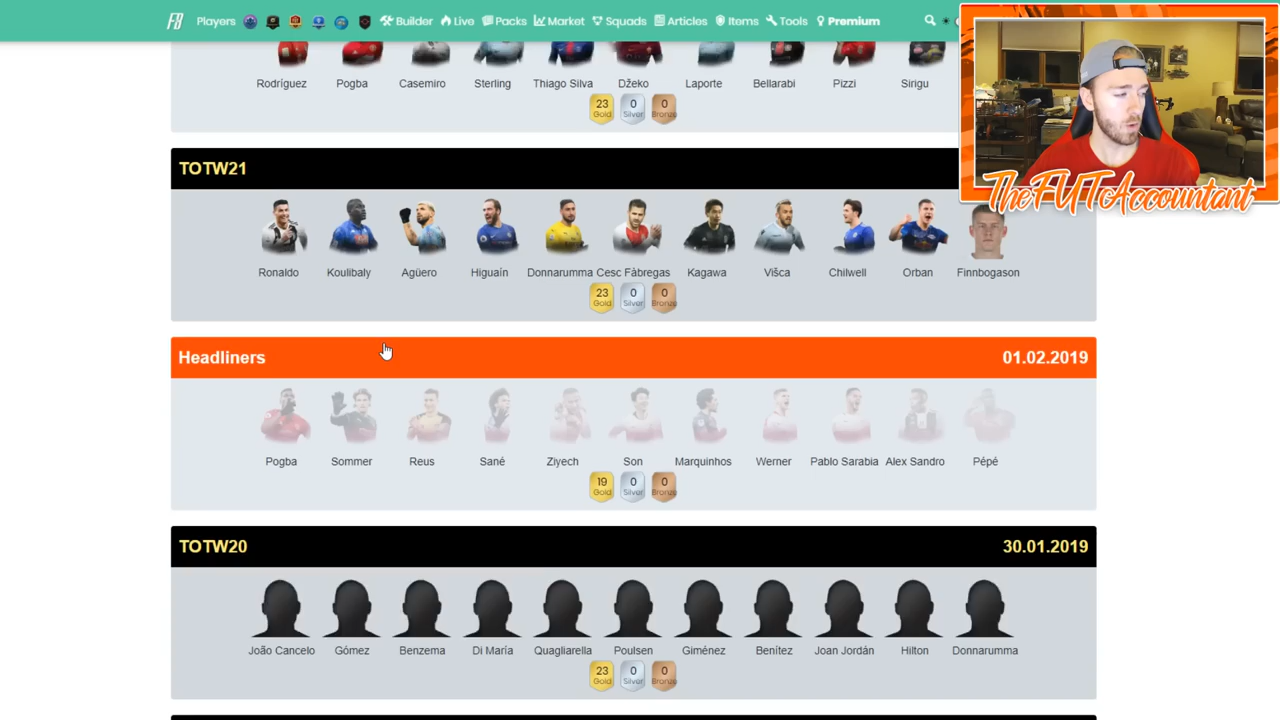 FB Players Builder Live Packs Market Squads Articles Items Tools Premium
Rodríguez Pogba Casemiro Sterling Thiago Silva Džeko Laporte Bellarabi Pizzi Sirigu
23 0 0
Gold Silver Bronze
TheFUTAccountant
TOTW21
Ronaldo Koulibaly Agüero Higuaín Donnarumma Cesc Fàbregas Kagawa Višca Chilwell Orban Finnbogason
23 0 0
Gold Silver Bronze
Headliners 01.02.2019
Pogba Sommer Reus Sané Ziyech Son Marquinhos Werner Pablo Sarabia Alex Sandro Pépé
19 0 0
Gold Silver Bronze
TOTW20 30.01.2019
João Cancelo Gómez Benzema Di María Quagliarella Poulsen Giménez Benítez Joan Jordán Hilton Donnarumma
23 0 0
Gold Silver Bronze